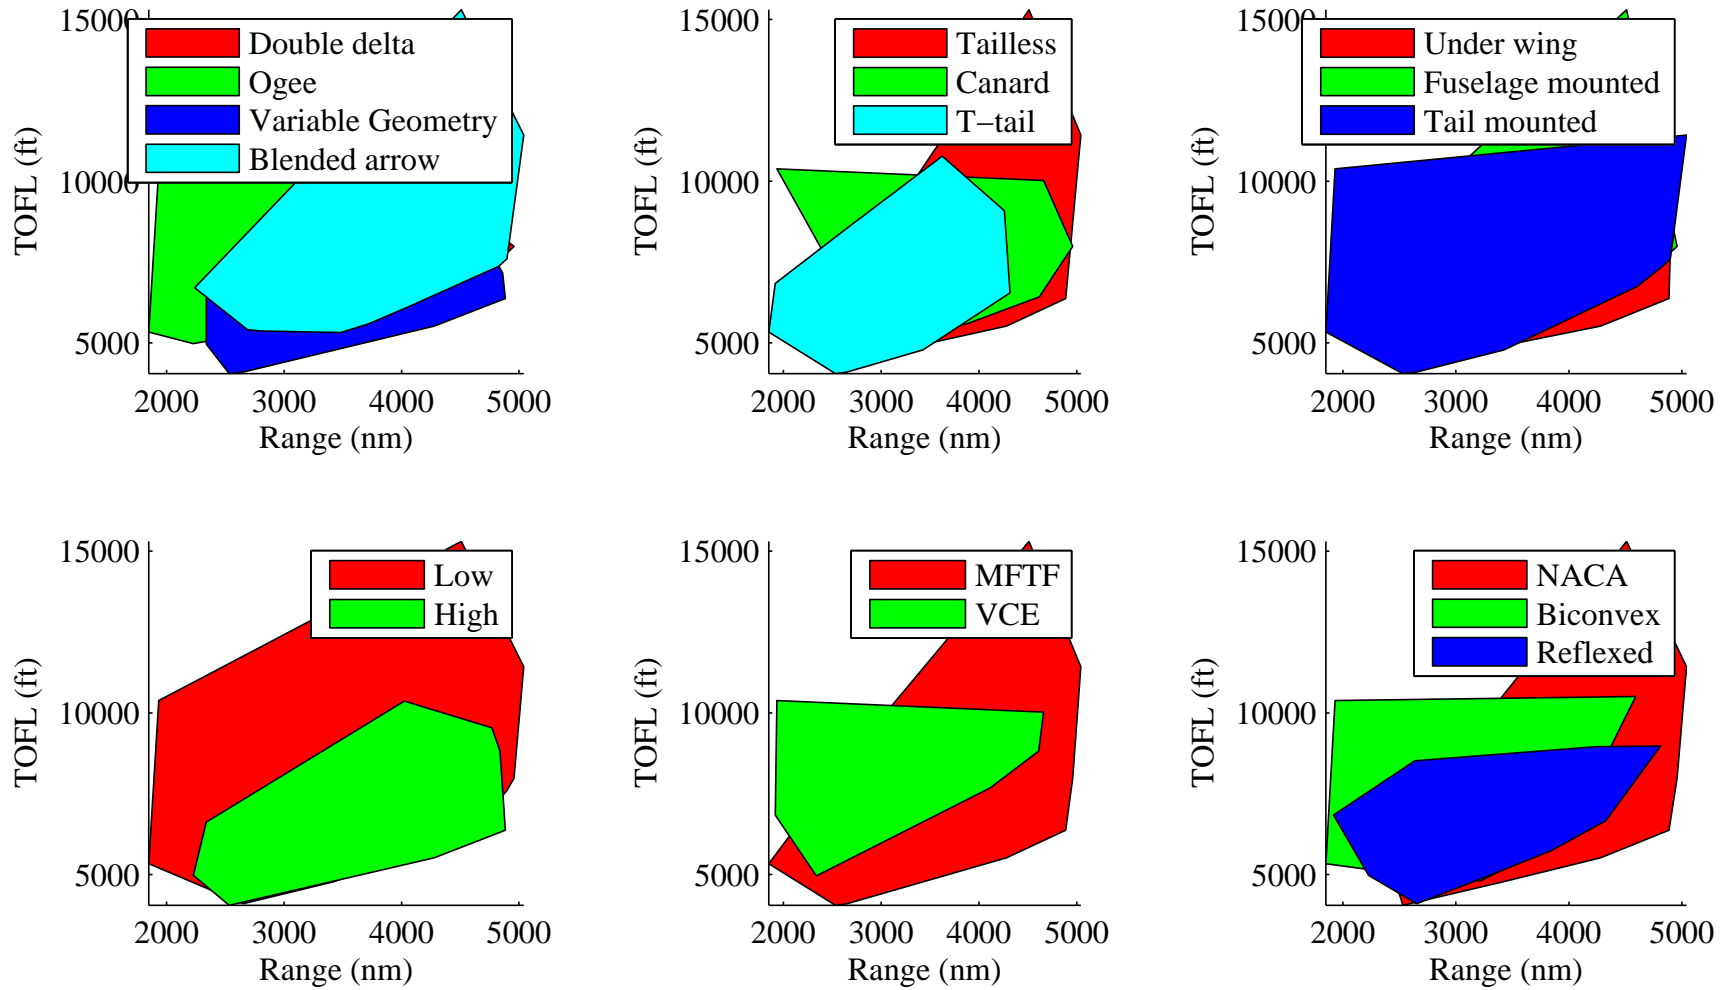 15000
10000
5000
TOFL (ft)
Double delta
Ogee
Variable Geometry
Blended arrow
2000 3000 4000 5000
Range (nm)
15000
10000
5000
TOFL (ft)
Tailless
Canard
T−tail
2000 3000 4000 5000
Range (nm)
15000
10000
5000
TOFL (ft)
Under wing
Fuselage mounted
Tail mounted
2000 3000 4000 5000
Range (nm)
15000
10000
5000
TOFL (ft)
Low
High
2000 3000 4000 5000
Range (nm)
15000
10000
5000
TOFL (ft)
MFTF
VCE
2000 3000 4000 5000
Range (nm)
15000
10000
5000
TOFL (ft)
NACA
Biconvex
Reflexed
2000 3000 4000 5000
Range (nm)